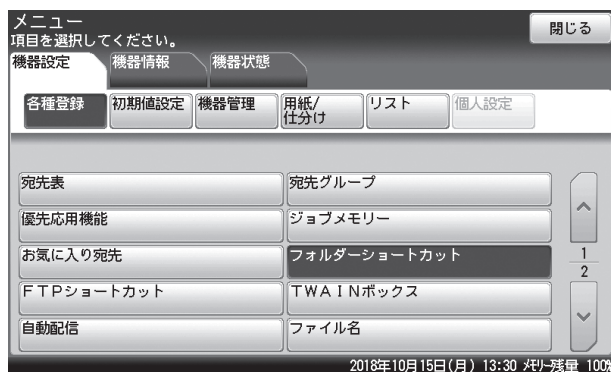 メニュー
項目を選択してください。
閉じる
機器設定 機器情報 機器状態
各種登録 初期値設定 機器管理 用紙/
仕分け リスト 個人設定
宛先表 宛先グループ
優先応用機能 ジョブメモリー
お気に入り宛先 フォルダーショートカット
1
2
FTPショートカット TWAINボックス
自動配信 ファイル名
2018年10月15日(月) 13:30 メモリー残量 100%